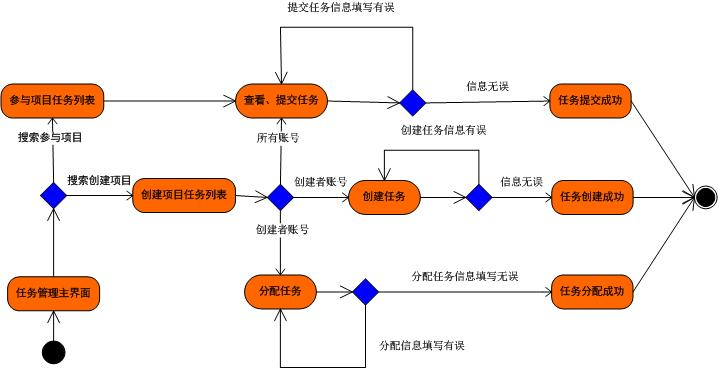 提交任务信息填写有误
信息无误
参与项目任务列表
查看、提交任务
任务提交成功
搜索参与项目
所有账号
创建任务信息有误
搜索创建项目
创建者账号
信息无误
创建项目任务列表
创建任务
任务创建成功
创建者账号
分配任务信息填写无误
任务管理主界面
分配任务
任务分配成功
分配信息填写有误